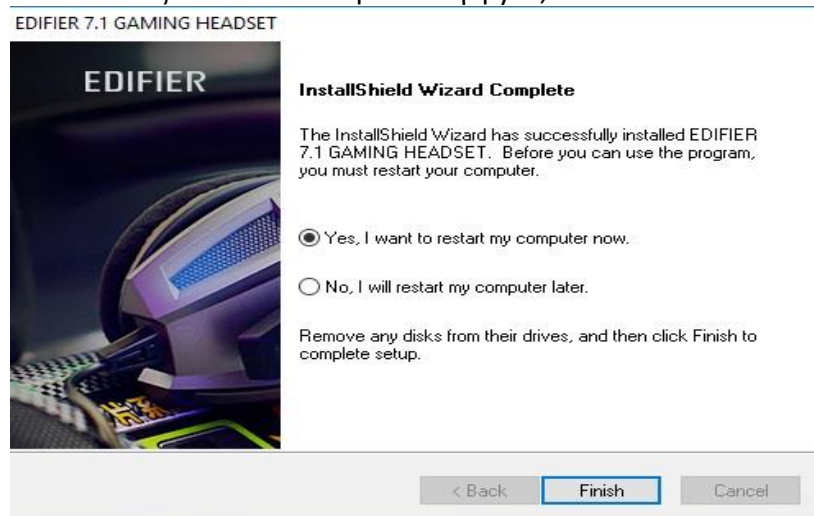 EDIFIER 7.1 GAMING HEADSET
EDIFIER
InstallShield Wizard Complete
The InstallShield Wizard has successfully installed EDIFIER
7.1 GAMING HEADSET. Before you can use the program,
you must restart your computer.
Yes, I want to restart my computer now.
No, I will restart my computer later.
Remove any disks from their drives, and then click Finish to
complete setup.
< Back
Finish
Cancel